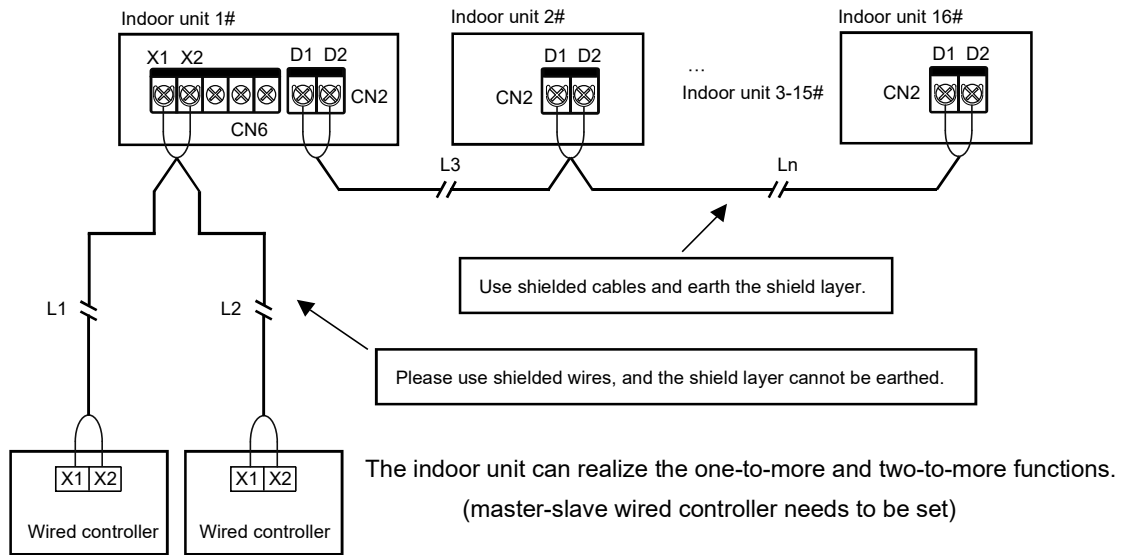 Indoor unit 1#
Indoor unit 2#
Indoor unit 16#
X1 X2
D1 D2
CN2
CN6
D1 D2
CN2
...
Indoor unit 3-15#
D1 D2
CN2
L3
Ln
Use shielded cables and earth the shield layer.
L1
L2
Please use shielded wires, and the shield layer cannot be earthed.
X1 X2
Wired controller
X1 X2
Wired controller
The indoor unit can realize the one-to-more and two-to-more functions.
(master-slave wired controller needs to be set)